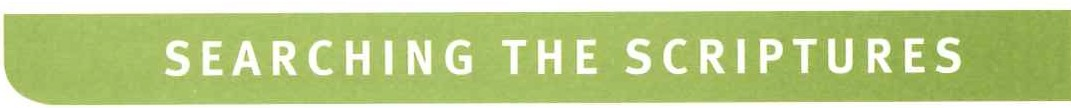 SEARCHING THE SCRIPTURES